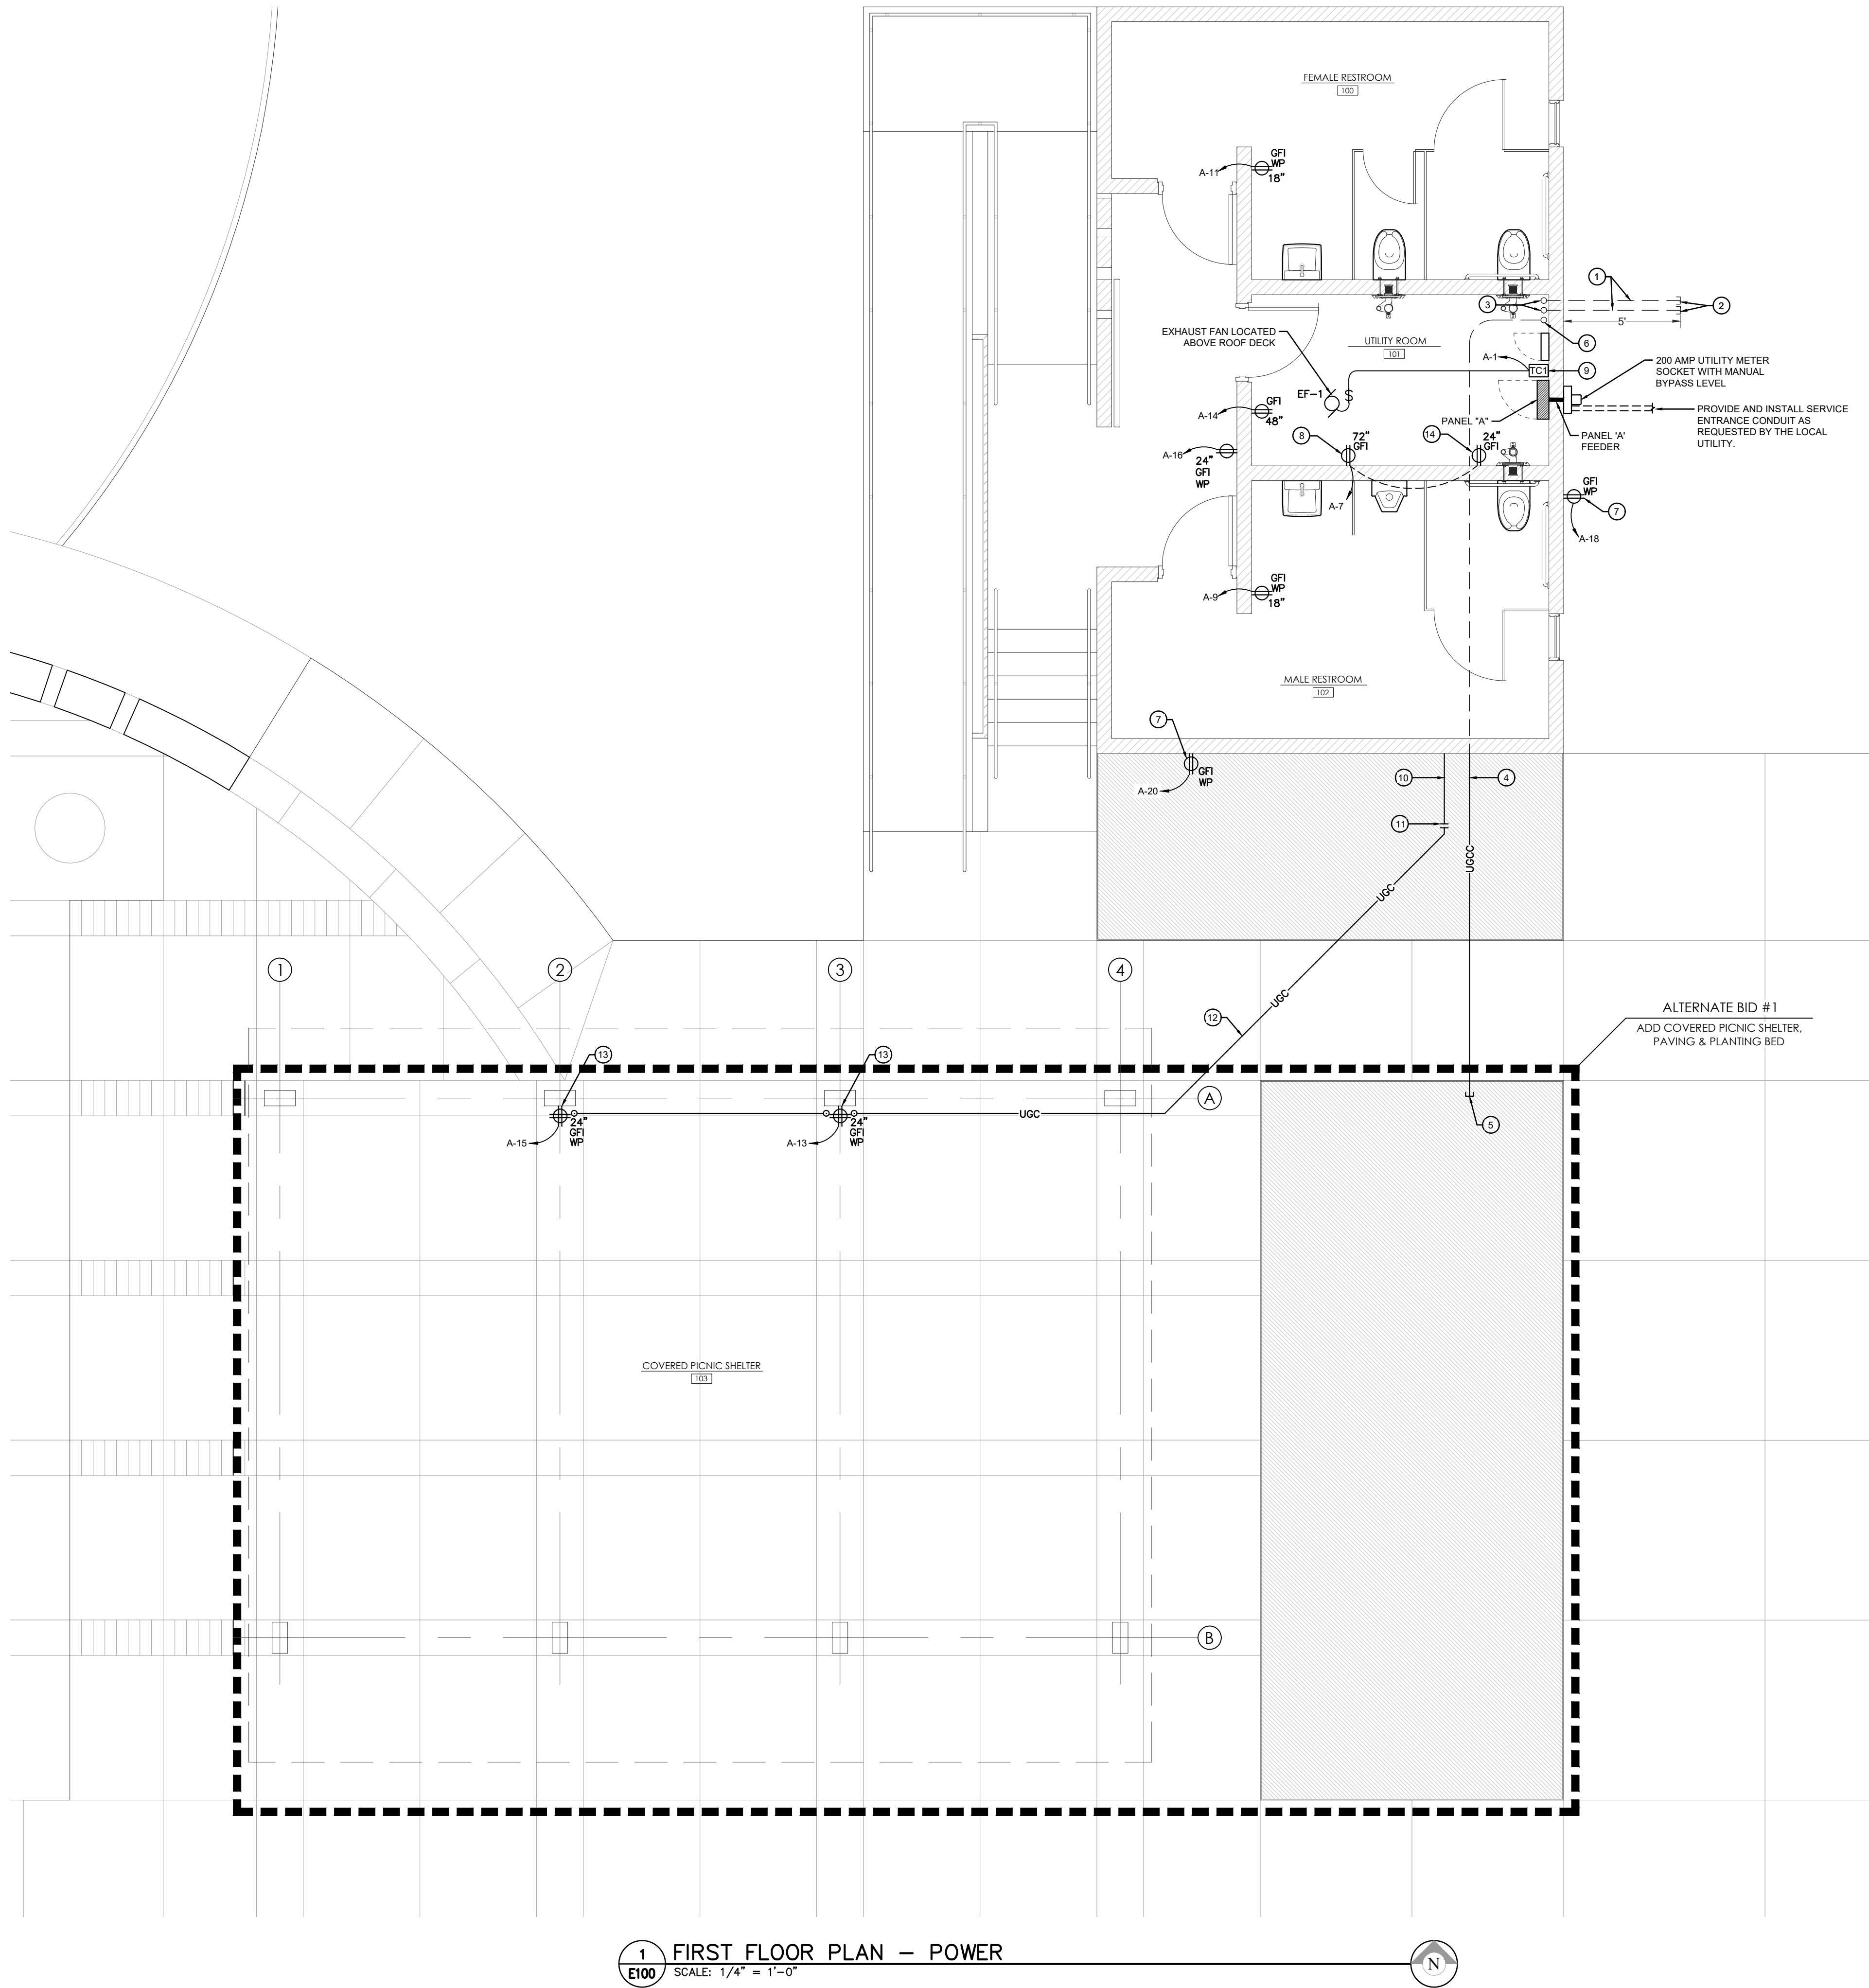 FEMALE RESTROOM
100
GFI
WP
18"
A-11
1
2
3
5'
6
EXHAUST FAN LOCATED
ABOVE ROOF DECK
UTILITY ROOM
101
A-1
TC1
9
200 AMP UTILITY METER
SOCKET WITH MANUAL
BYPASS LEVEL
EF-1
S
GFI
48"
A-14
PANEL "A"
PROVIDE AND INSTALL SERVICE
ENTRANCE CONDUIT AS
REQUESTED BY THE LOCAL
UTILITY.
PANEL 'A'
FEEDER
8
72"
GFI
14
24"
GFI
A-16
24"
GFI
WP
A-7
GFI
WP
7
A-18
GFI
WP
18"
A-9
MALE RESTROOM
102
7
GFI
WP
A-20
10
4
11
UGCC
UGC
UGC
12
1
2
3
4
ALTERNATE BID #1
ADD COVERED PICNIC SHELTER,
PAVING & PLANTING BED
13
13
A
UGC
24"
GFI
WP
A-15
24"
GFI
WP
A-13
5
COVERED PICNIC SHELTER
103
B
1
E100
FIRST FLOOR PLAN - POWER
SCALE: 1/4" = 1'-0"
N